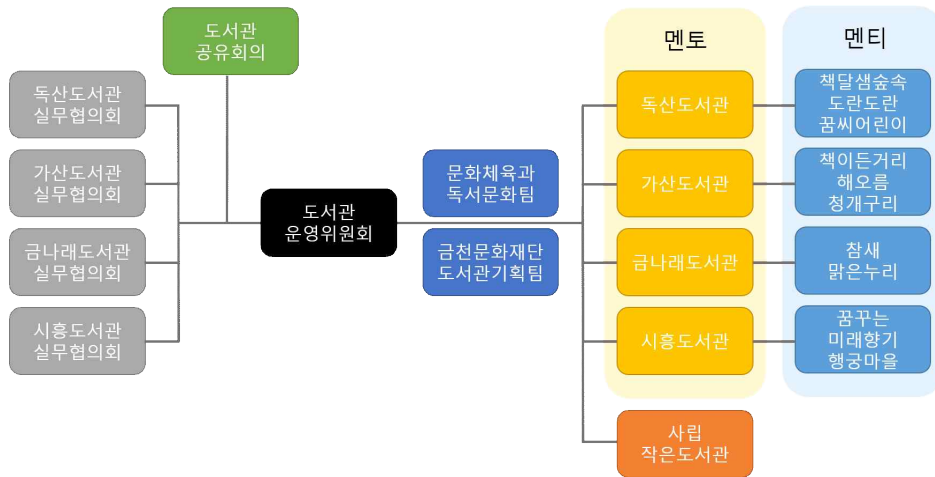 도서관
공유회의
독산도서관
실무협의회
가산도서관
실무협의회
금나래도서관
실무협의회
시흥도서관
실무협의회
도서관
운영위원회
문화체육과
독서문화팀
금천문화재단
도서관기획팀
멘토
독산도서관
가산도서관
금나래도서관
시흥도서관
사립
작은도서관
멘티
책달샘숲속
도란도란
꿈씨어린이
책이든거리
해오름
청개구리
참새
맑은누리
꿈꾸는
미래향기
행궁마을